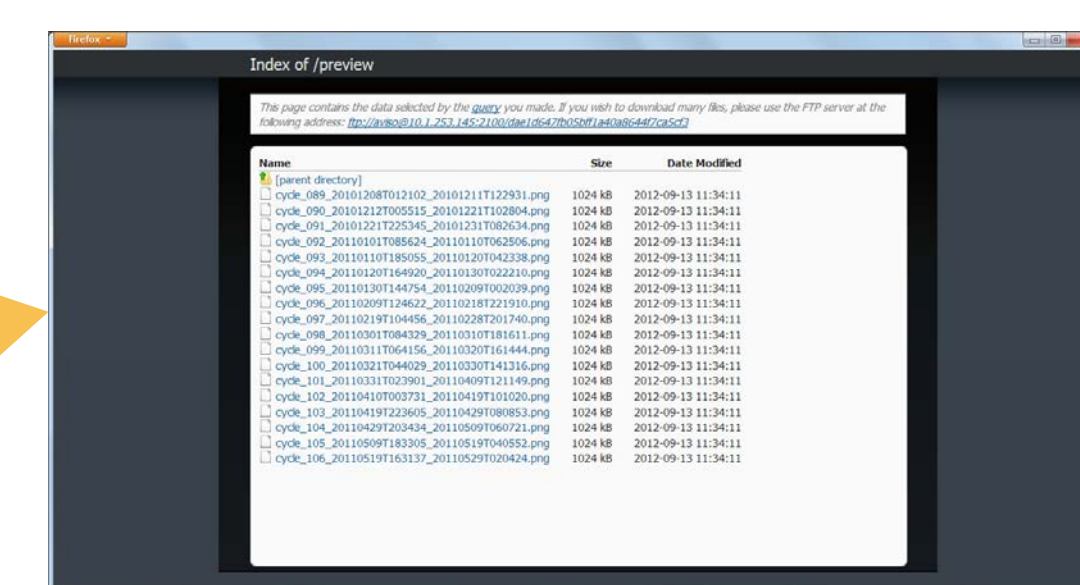 Firefox
Index of /preview
This page contains the data selected by the query you made. If you wish to download many files, please use the FTP server at the
following address: ftp://aviso@10.1.253.145:2100/dae1d647fb05bff1a40a8644f7ca5cf3
Name Size Date Modified
[parent directory]
cycle_089_20101208T012102_20101211T122931.png 1024 kB 2012-09-13 11:34:11
cycle_090_20101212T005515_20101221T102804.png 1024 kB 2012-09-13 11:34:11
cycle_091_20101221T225345_20101231T082634.png 1024 kB 2012-09-13 11:34:11
cycle_092_20110101T085624_20110110T062506.png 1024 kB 2012-09-13 11:34:11
cycle_093_20110110T185055_20110120T042338.png 1024 kB 2012-09-13 11:34:11
cycle_094_20110120T164920_20110130T022210.png 1024 kB 2012-09-13 11:34:11
cycle_095_20110130T144754_20110209T002039.png 1024 kB 2012-09-13 11:34:11
cycle_096_20110209T124622_20110218T221910.png 1024 kB 2012-09-13 11:34:11
cycle_097_20110219T104456_20110228T201740.png 1024 kB 2012-09-13 11:34:11
cycle_098_20110301T084329_20110310T181611.png 1024 kB 2012-09-13 11:34:11
cycle_099_20110311T064156_20110320T161444.png 1024 kB 2012-09-13 11:34:11
cycle_100_20110321T044029_20110330T141316.png 1024 kB 2012-09-13 11:34:11
cycle_101_20110331T023901_20110409T121149.png 1024 kB 2012-09-13 11:34:11
cycle_102_20110410T003731_20110419T101020.png 1024 kB 2012-09-13 11:34:11
cycle_103_20110419T223605_20110429T080853.png 1024 kB 2012-09-13 11:34:11
cycle_104_20110429T203434_20110509T060721.png 1024 kB 2012-09-13 11:34:11
cycle_105_20110509T183305_20110519T040552.png 1024 kB 2012-09-13 11:34:11
cycle_106_20110519T163137_20110529T020424.png 1024 kB 2012-09-13 11:34:11